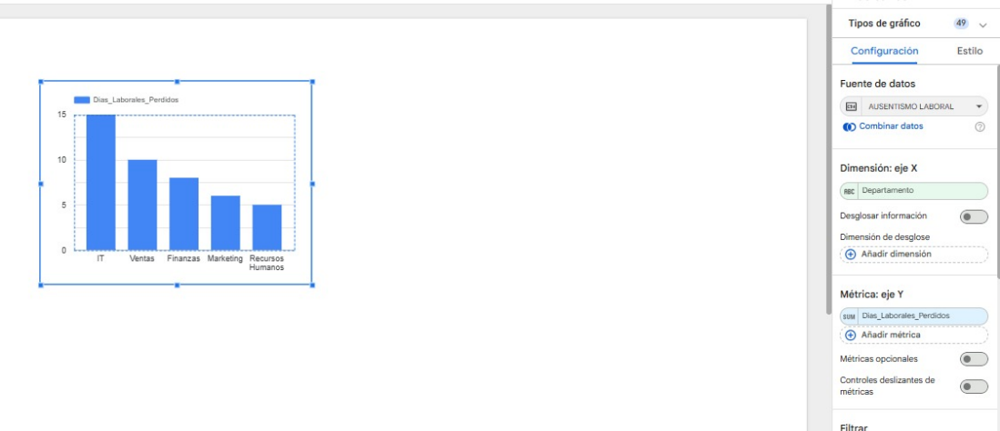 Tipos de gráfico 49
Configuración Estilo
Fuente de datos
AUSENTISMO LABORAL
Combinar datos
Dimensión: eje X
ABC Departamento
Desglosar información
Dimensión de desglose
Añadir dimensión
Métrica: eje Y
SUM Dias_Laborales_Perdidos
Añadir métrica
Métricas opcionales
Controles deslizantes de
métricas
Filtrar
Dias_Laborales_Perdidos
15
10
5
0
IT Ventas Finanzas Marketing Recursos
Humanos